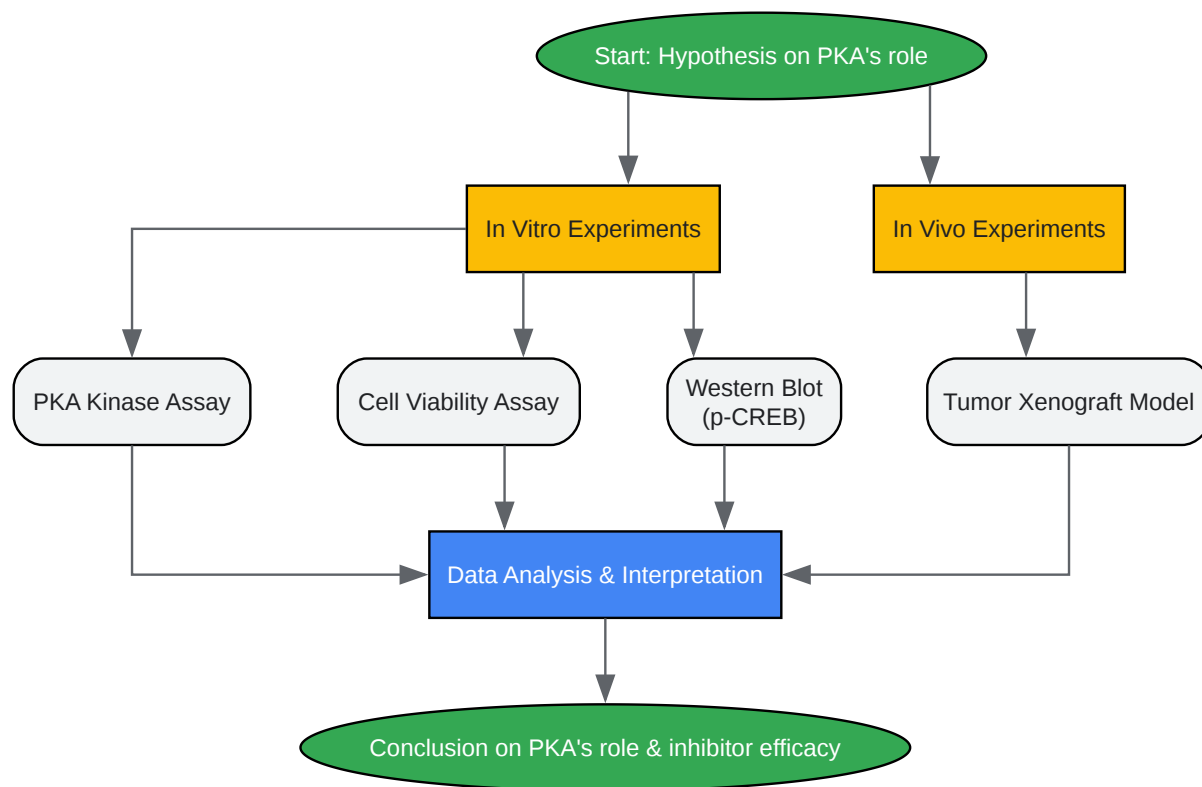 Start: Hypothesis on PKA's role
In Vitro Experiments
In Vivo Experiments
PKA Kinase Assay
Cell Viability Assay
Western Blot
(p-CREB)
Tumor Xenograft Model
Data Analysis & Interpretation
Conclusion on PKA's role & inhibitor efficacy